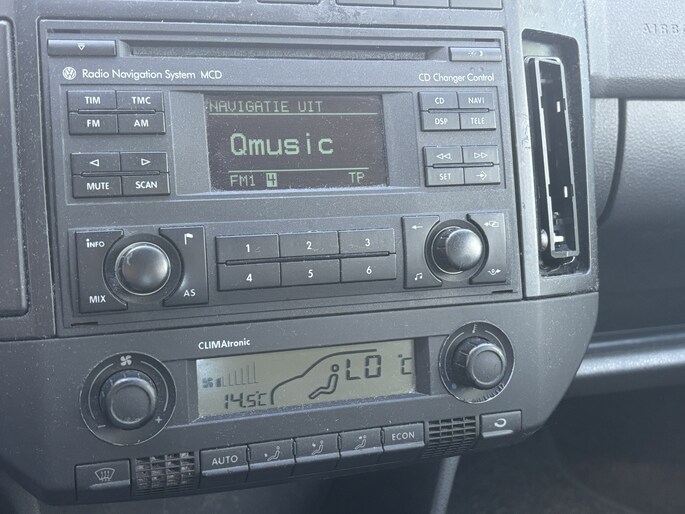 AIRBA
Radio Navigation System MCD
CD Changer Control
TIM TMC
FM AM
NAVIGATIE UIT
Qmusic
FM1 4 TP
CD NAVI
DSP TELE
MUTE SCAN
SET
iNFO
MIX AS
1 2 3
4 5 6
CLIMAtronic
14.5°C
LO °C
AUTO
ECON